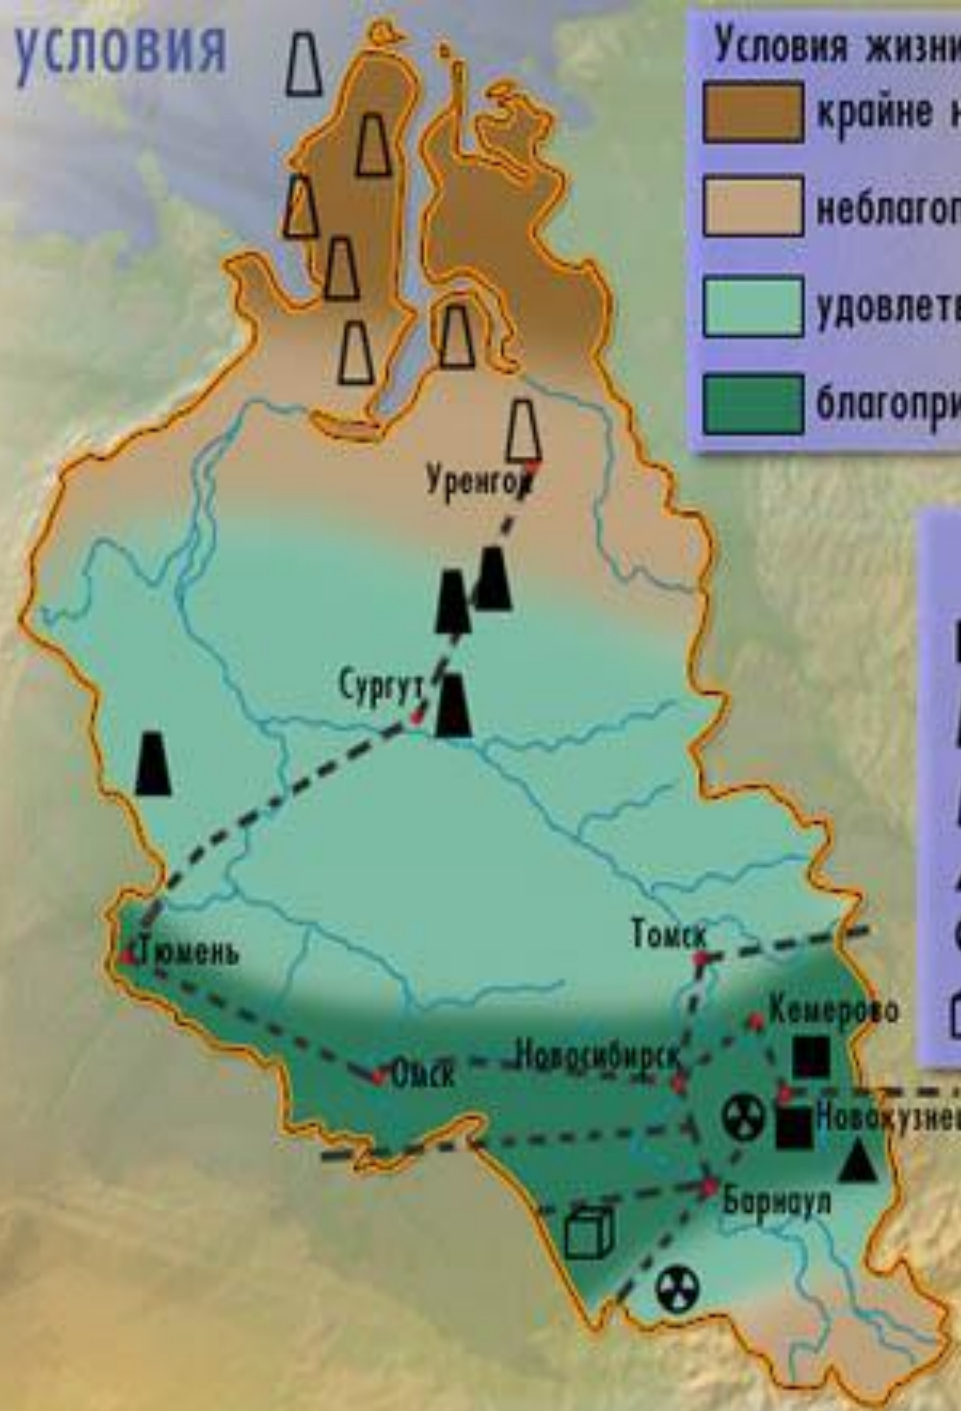 условия
Условия жизни
крайне н
неблагоп
удовлетв
благопри
Уренгой
Сургут
Тюмень
Томск
Кемерово
Омск
Новосибирск
Новокузнец
Барнаул